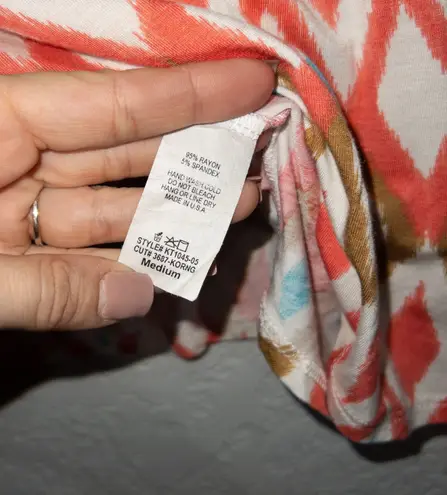 95% RAYON
5% SPANDEX
HAND WASH COLD
DO NOT BLEACH
HANG OR LINE DRY
MADE IN U.S.A
STYLE# KT1045-05
CUT# 3687-KORNG
Medium